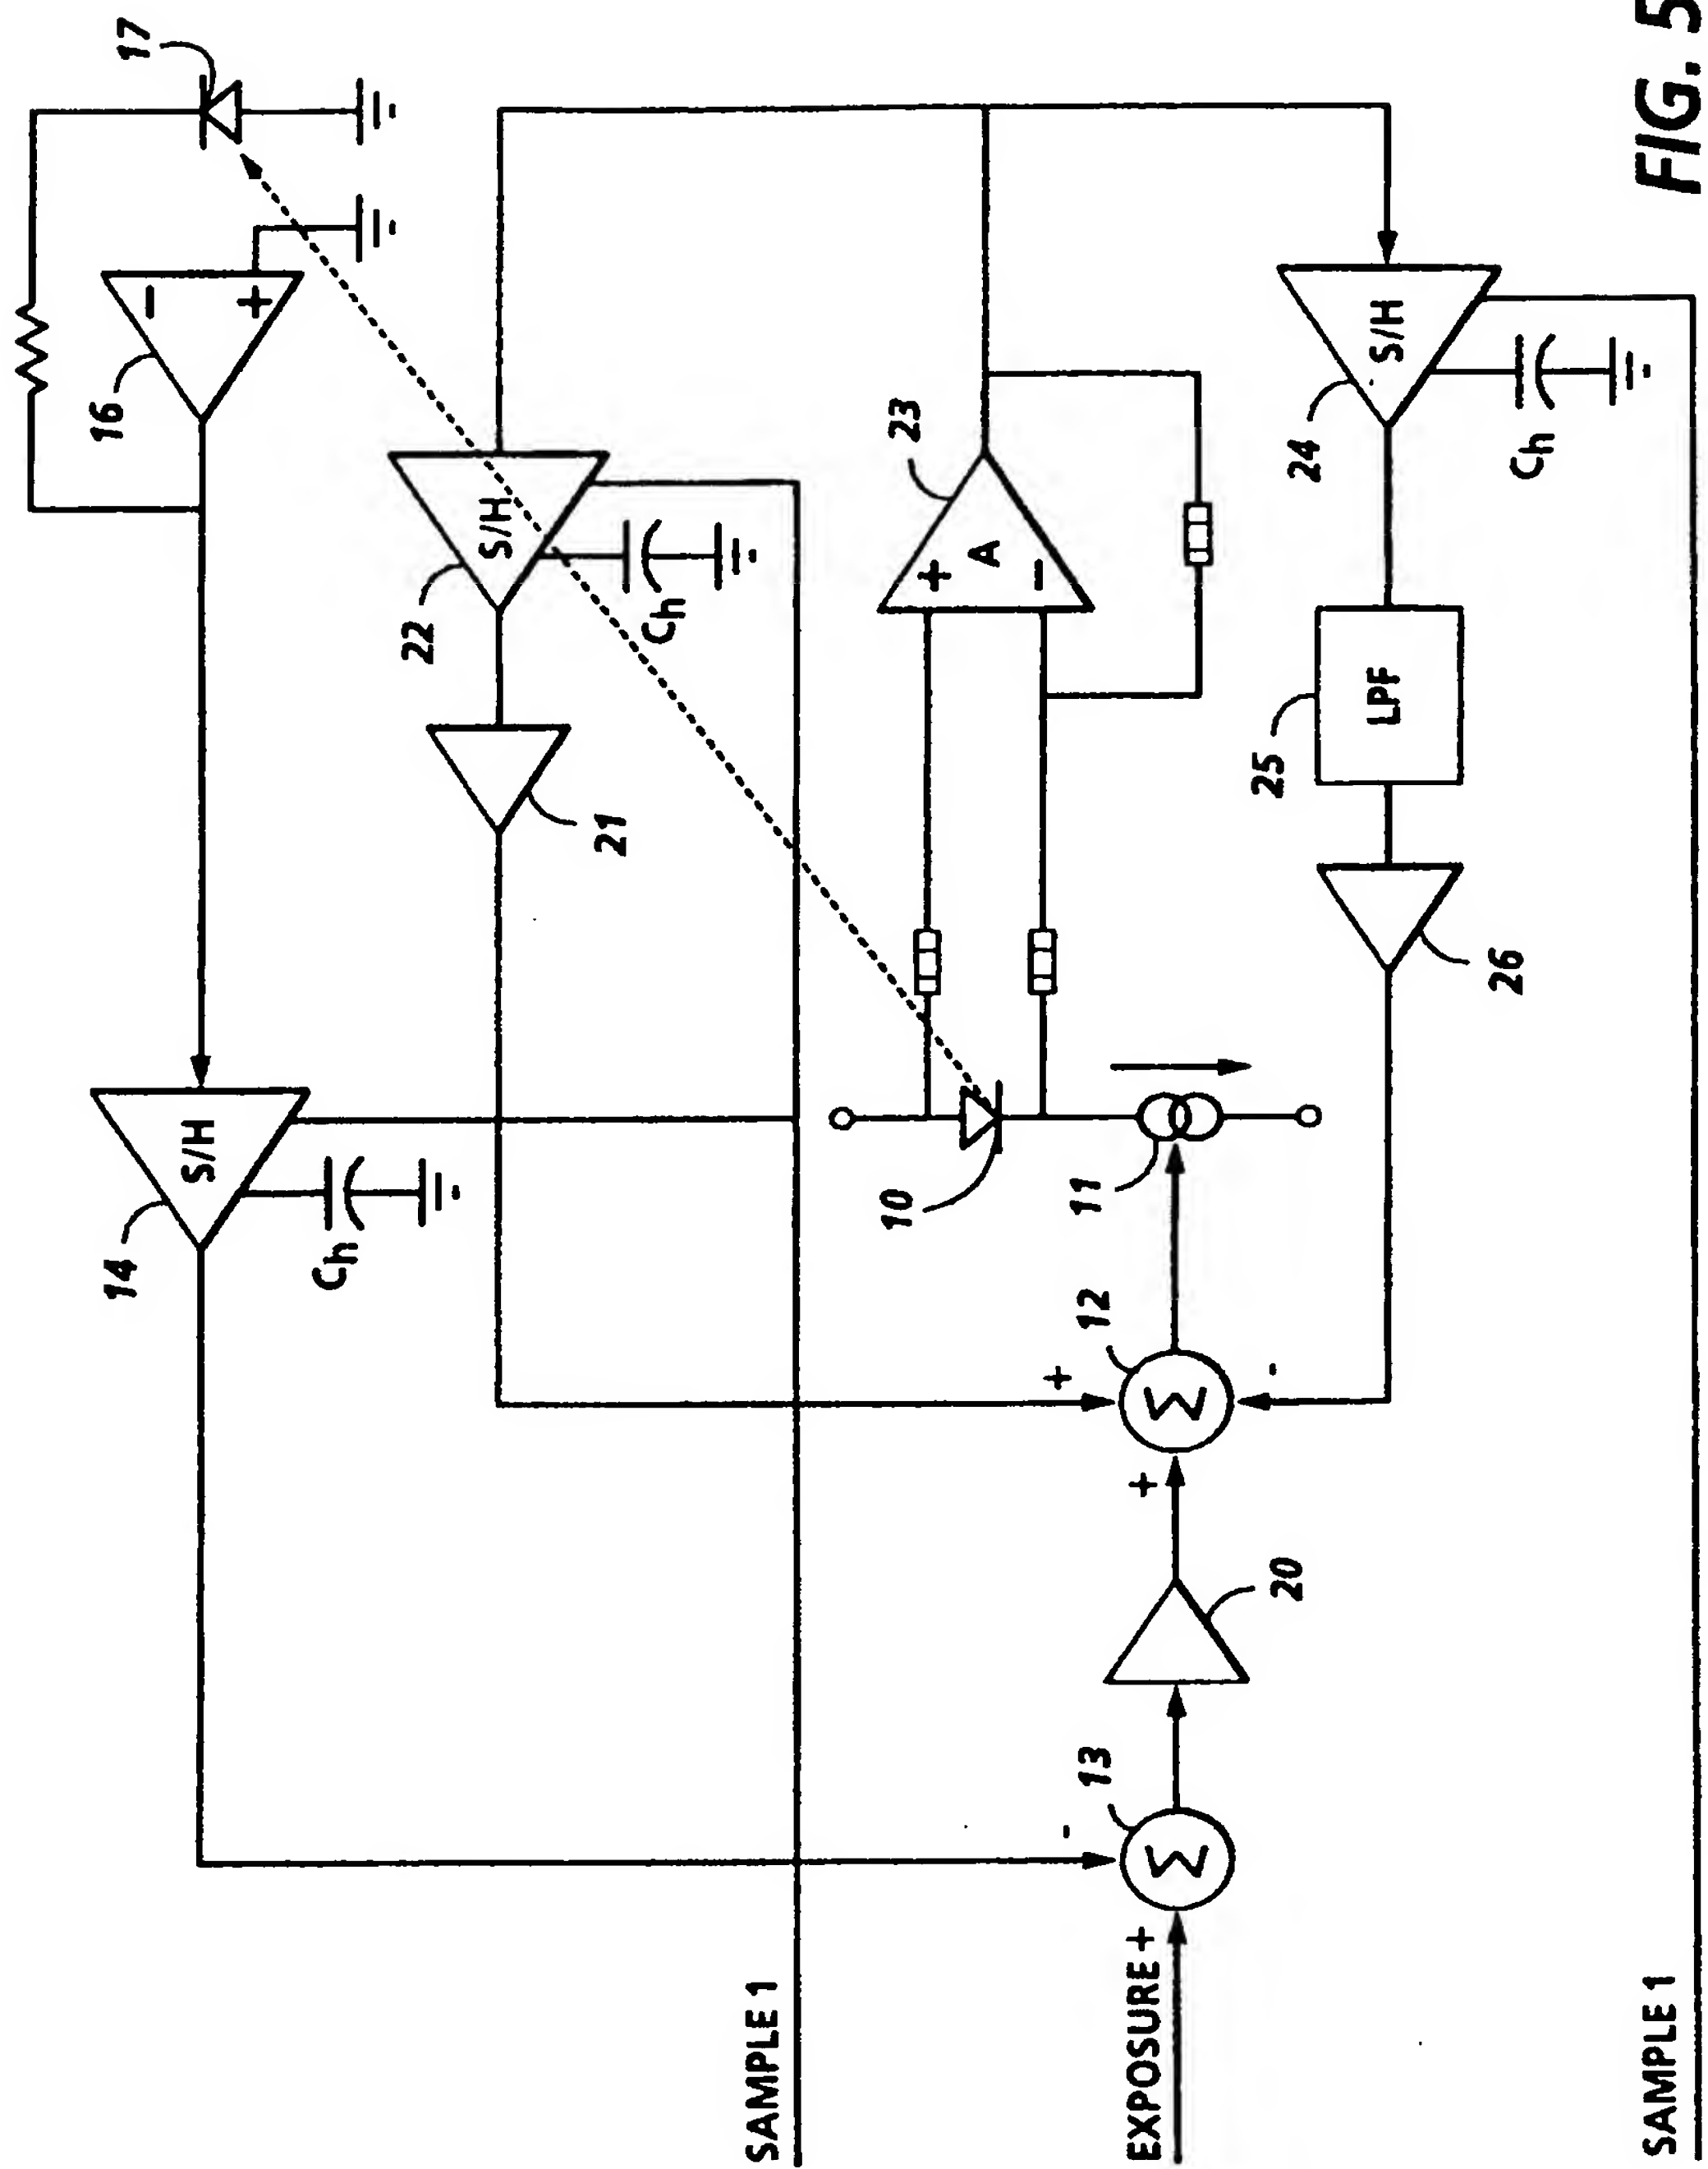 17
16
-
+
14
S/H
Ch
22
S/H
Ch
21
SAMPLE 1
23
+
A
-
10
11
12
+
-
+
Σ
13
-
Σ
EXPOSURE +
20
24
S/H
Ch
25
LPF
26
SAMPLE 1
FIG. 5